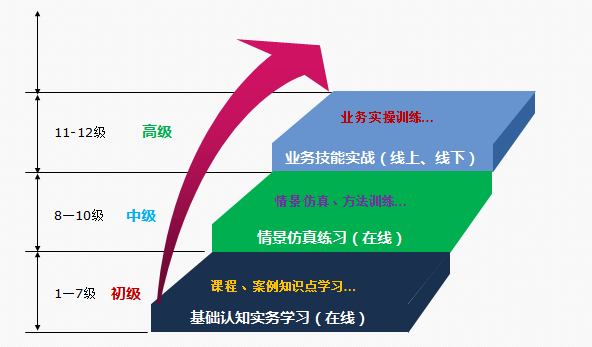 业务实操训练...
11-12级 高级
业务技能实战（线上、线下）
情景仿真、方法训练...
8—10级 中级
情景仿真练习（在线）
课程、案例知识点学习...
1—7级 初级
基础认知实务学习（在线）